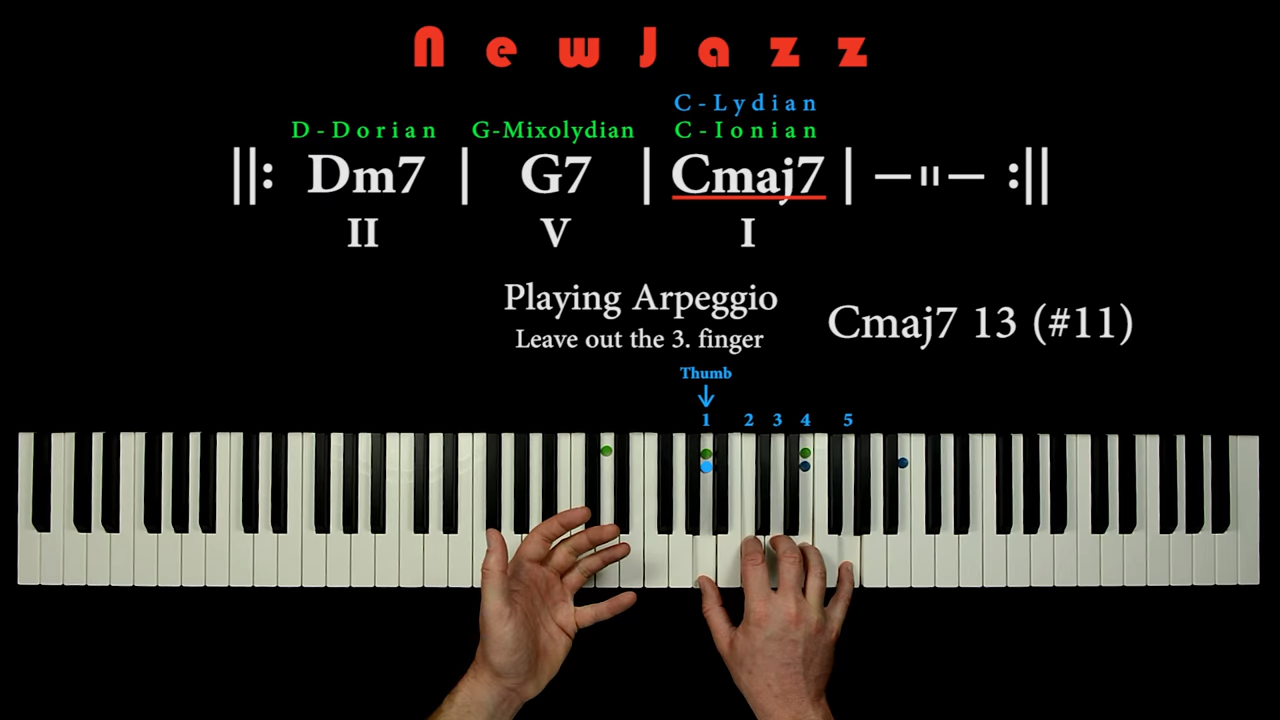 NewJazz
C-Lydian
D-Dorian G-Mixolydian C-Ionian
||: Dm7 | G7 | Cmaj7 | —"— :||
II V I
Playing Arpeggio
Leave out the 3. finger
Cmaj7 13 (#11)
Thumb
1 2 3 4 5